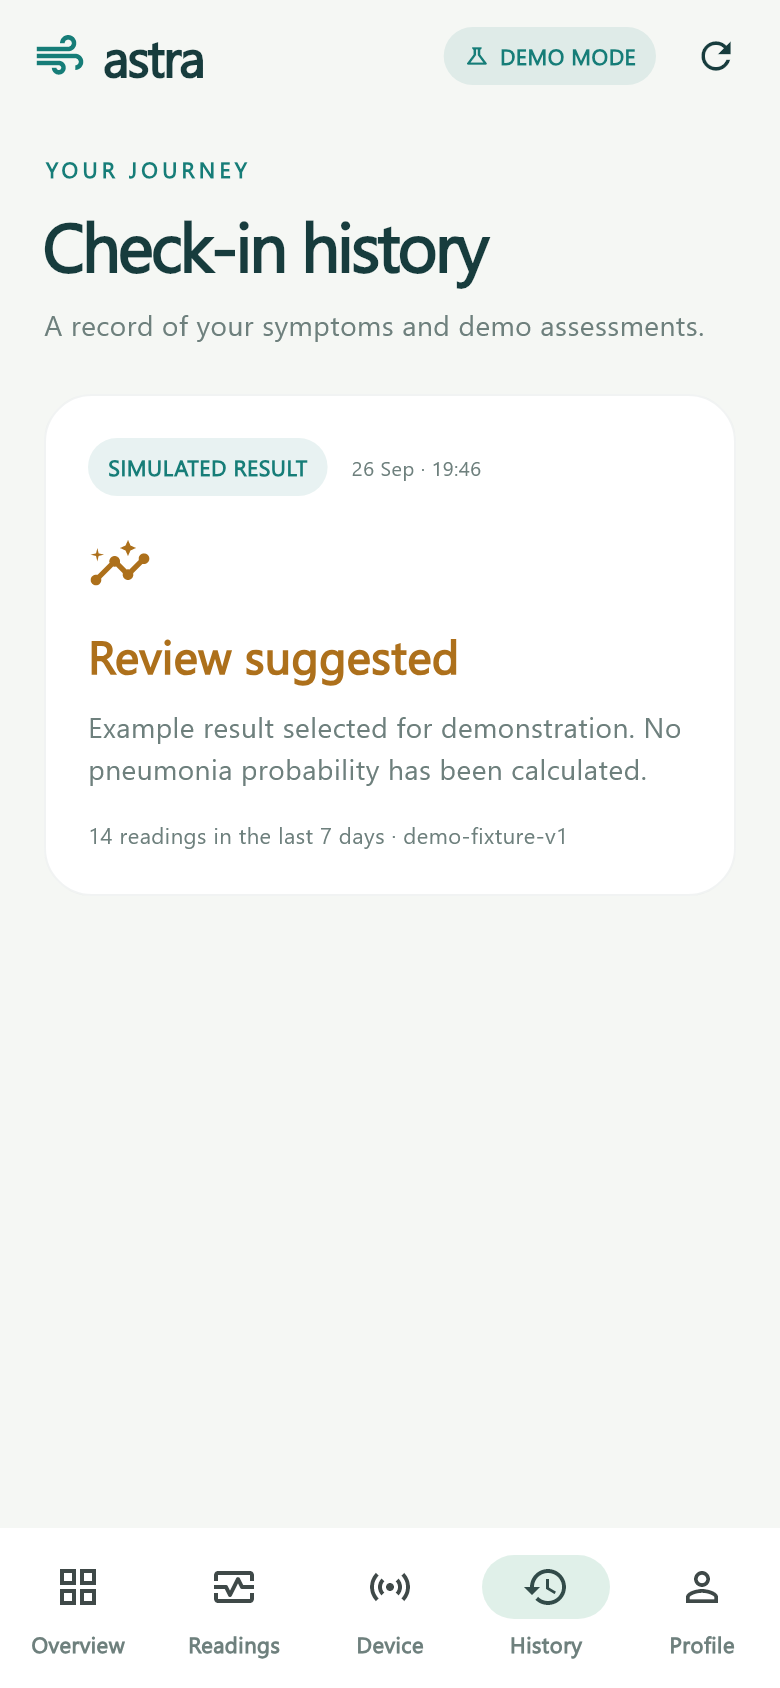 astra
DEMO MODE
YOUR JOURNEY
Check-in history
A record of your symptoms and demo assessments.
SIMULATED RESULT
26 Sep · 19:46
Review suggested
Example result selected for demonstration. No
pneumonia probability has been calculated.
14 readings in the last 7 days · demo-fixture-v1
Overview
Readings
Device
History
Profile